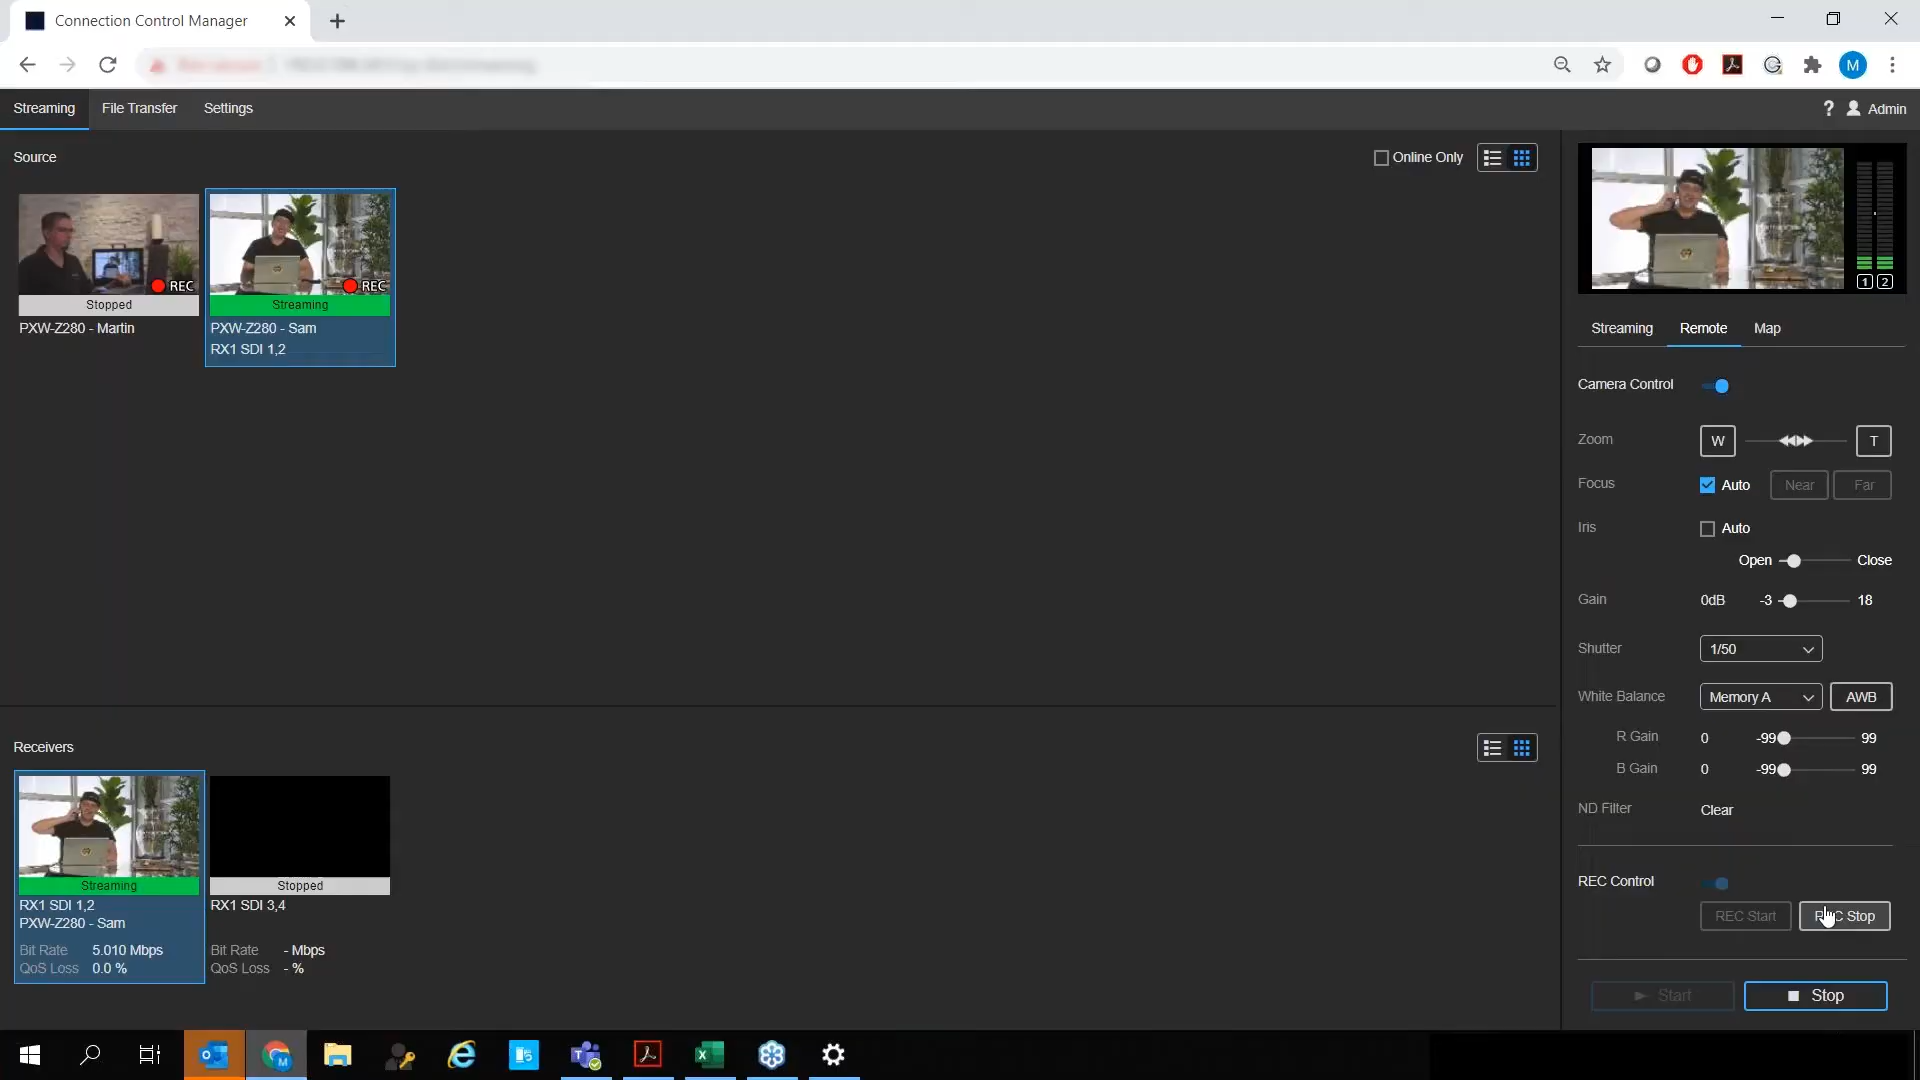 Connection Control Manager
M
Streaming File Transfer Settings
? Admin
Source
Online Only
REC
Stopped
PXW-Z280 - Martin
REC
Streaming
PXW-Z280 - Sam
RX1 SDI 1,2
1 2
Streaming Remote Map
Camera Control
Zoom W T
Focus Auto Near Far
Iris Auto
Open Close
Gain 0dB -3 18
Shutter 1/50
White Balance Memory A AWB
R Gain 0 -99 99
B Gain 0 -99 99
ND Filter Clear
REC Control
REC Start Stop
Start Stop
Receivers
Streaming
RX1 SDI 1,2
PXW-Z280 - Sam
Bit Rate 5.010 Mbps
QoS Loss 0.0 %
Stopped
RX1 SDI 3,4
Bit Rate - Mbps
QoS Loss - %